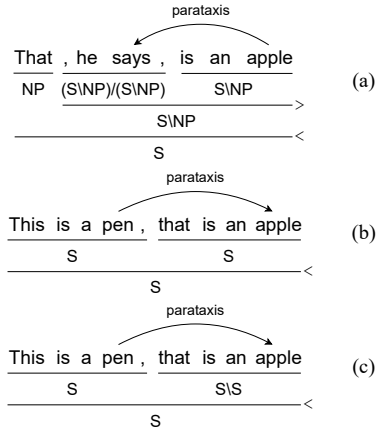 parataxis
That , he says , is an apple
NP (S\NP)/(S\NP) S\NP
>
S\NP
<
S
(a)
parataxis
This is a pen , that is an apple
S S
<
S
(b)
parataxis
This is a pen , that is an apple
S S\S
<
S
(c)